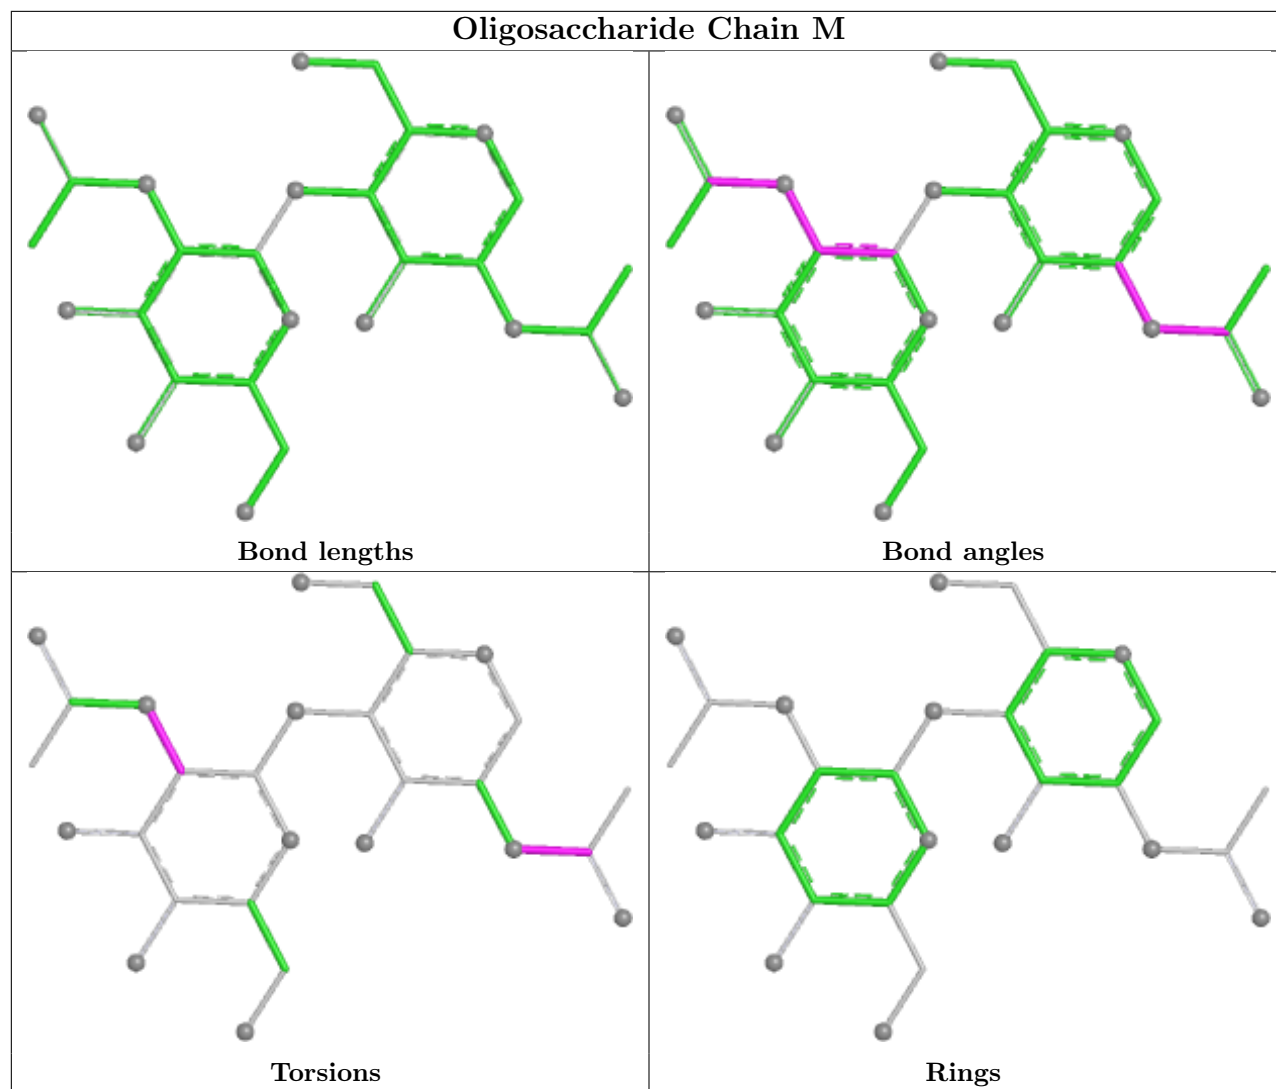 Oligosaccharide Chain M
Bond lengths
Bond angles
Torsions
Rings